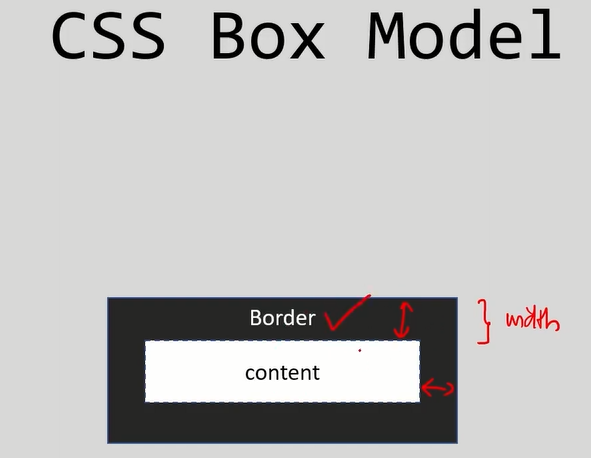 CSS Box Model
Border
width
content